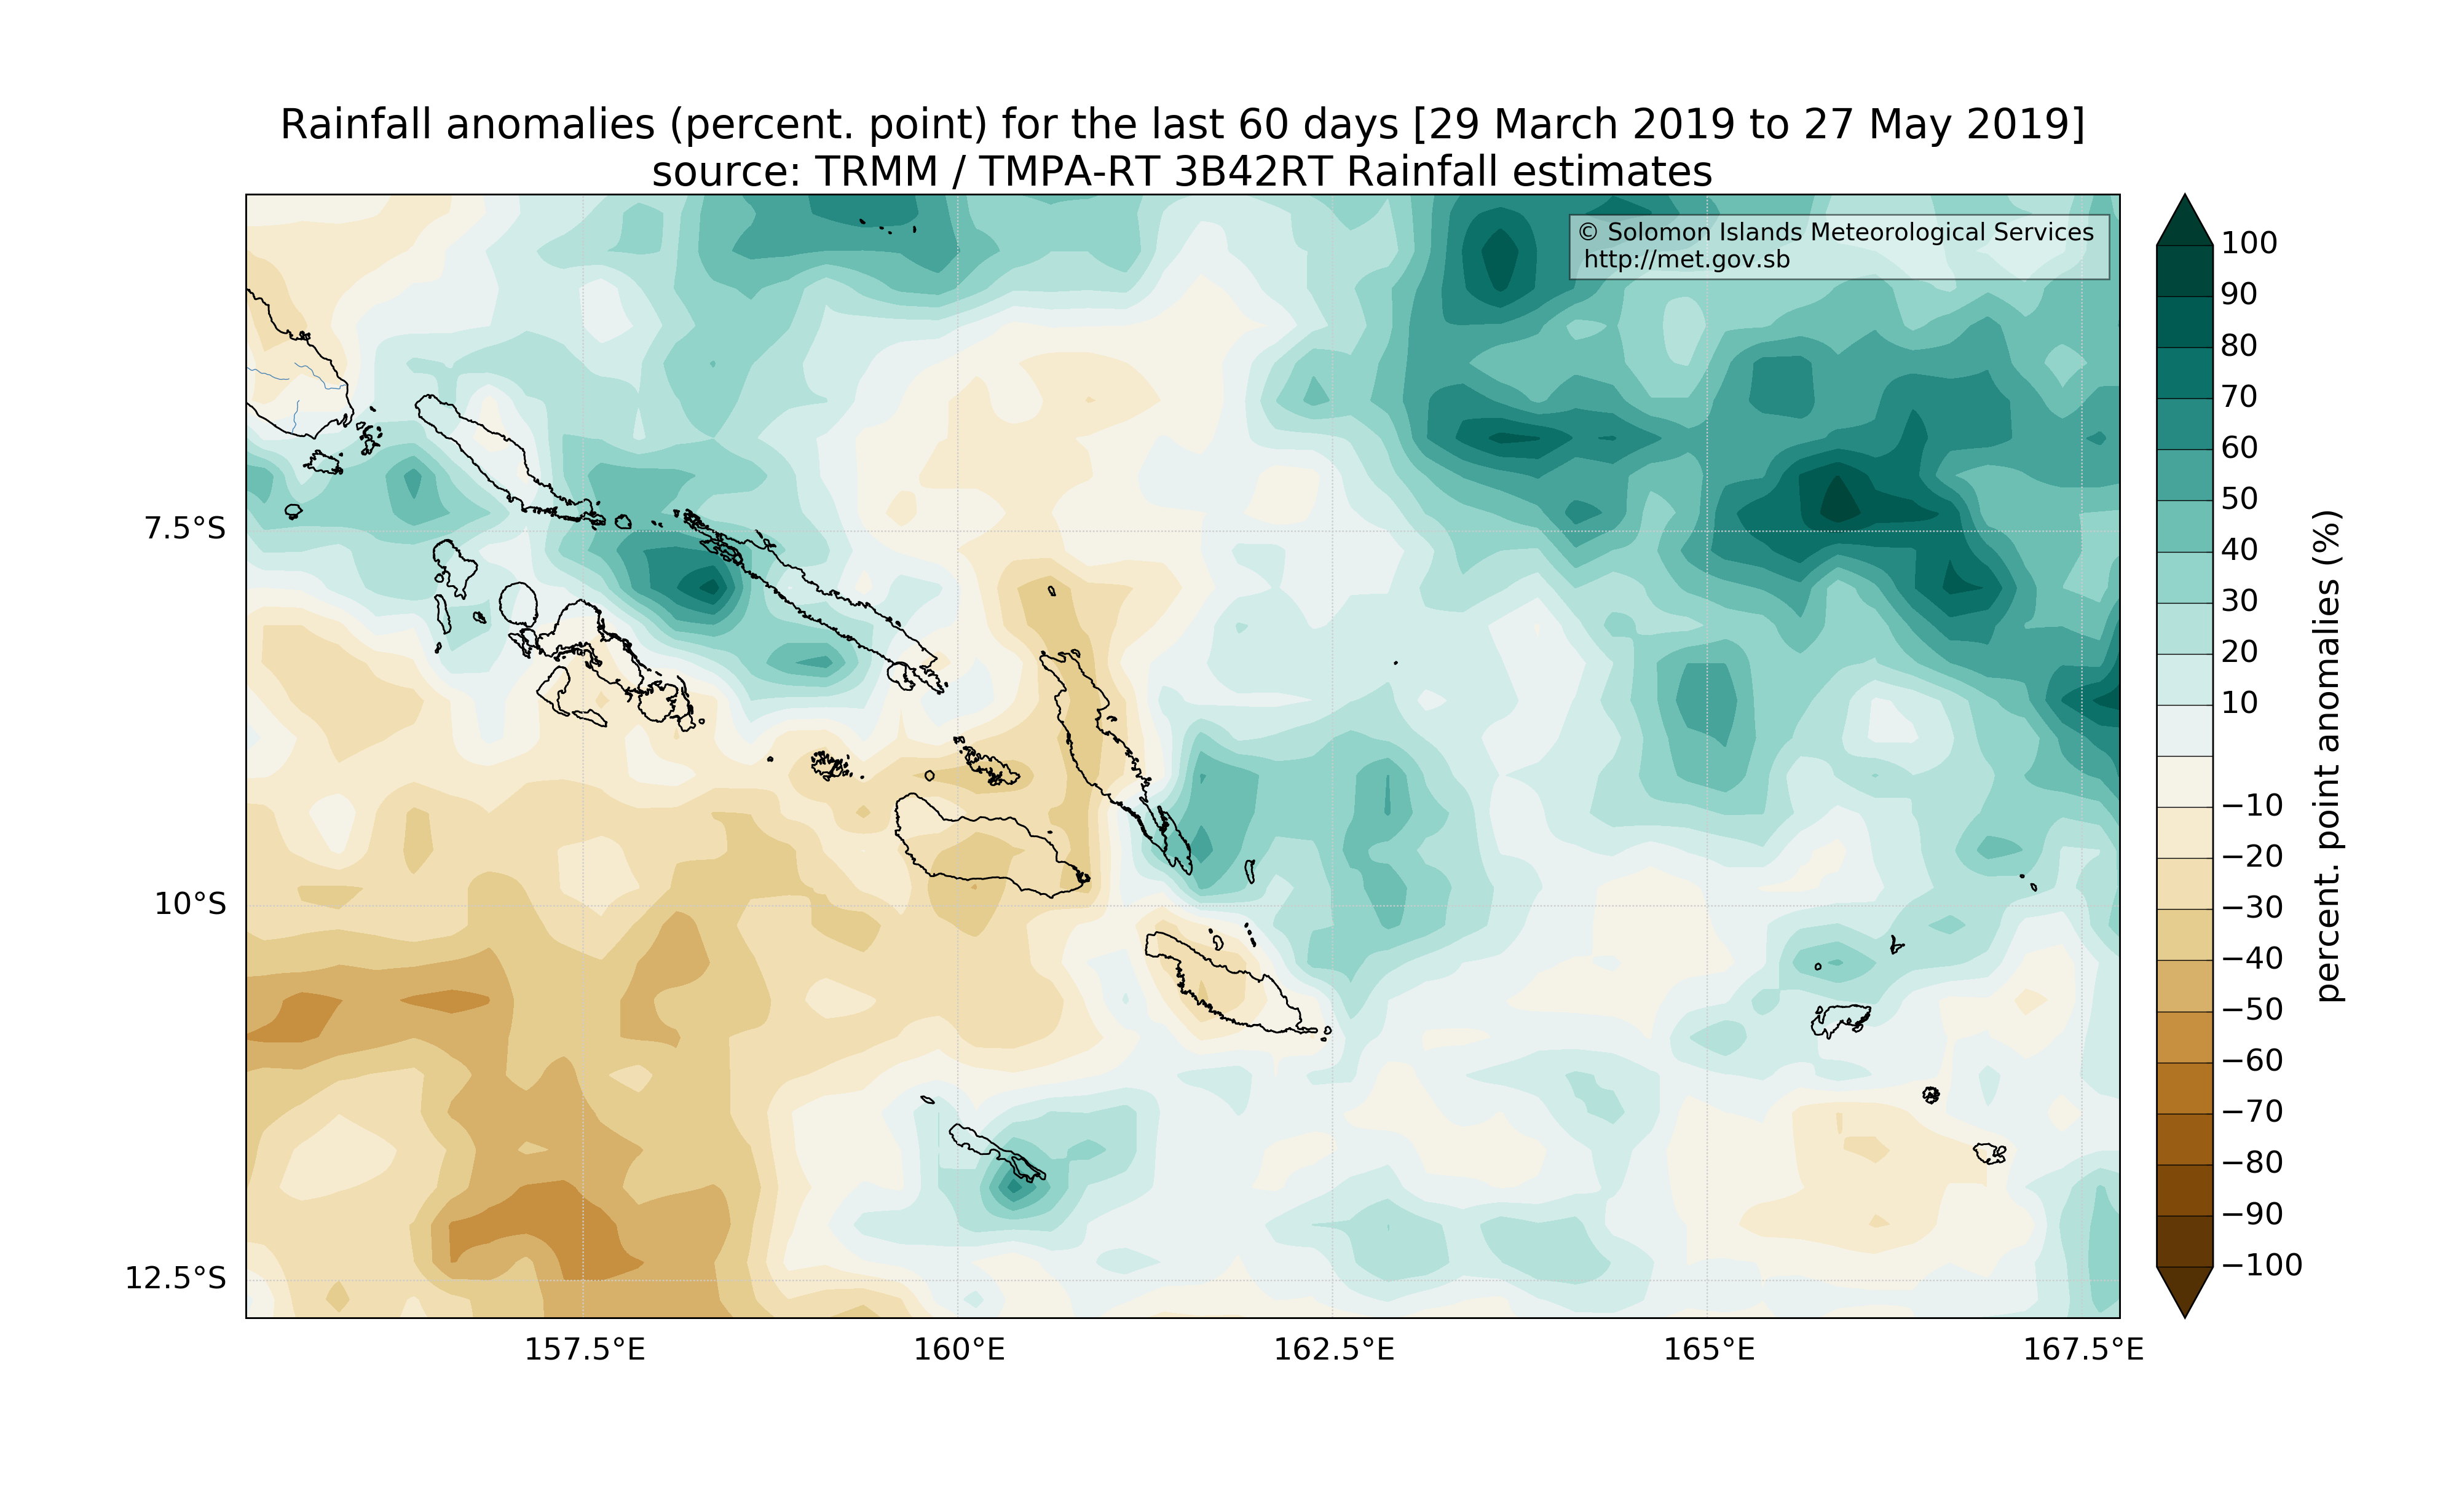 Rainfall anomalies (percent. point) for the last 60 days [29 March 2019 to 27 May 2019]
source: TRMM / TMPA-RT 3B42RT Rainfall estimates
© Solomon Islands Meteorological Services
http://met.gov.sb
7.5°S
10°S
12.5°S
157.5°E
160°E
162.5°E
165°E
167.5°E
100
90
80
70
60
50
40
30
20
10
−10
−20
−30
−40
−50
−60
−70
−80
−90
−100
percent. point anomalies (%)